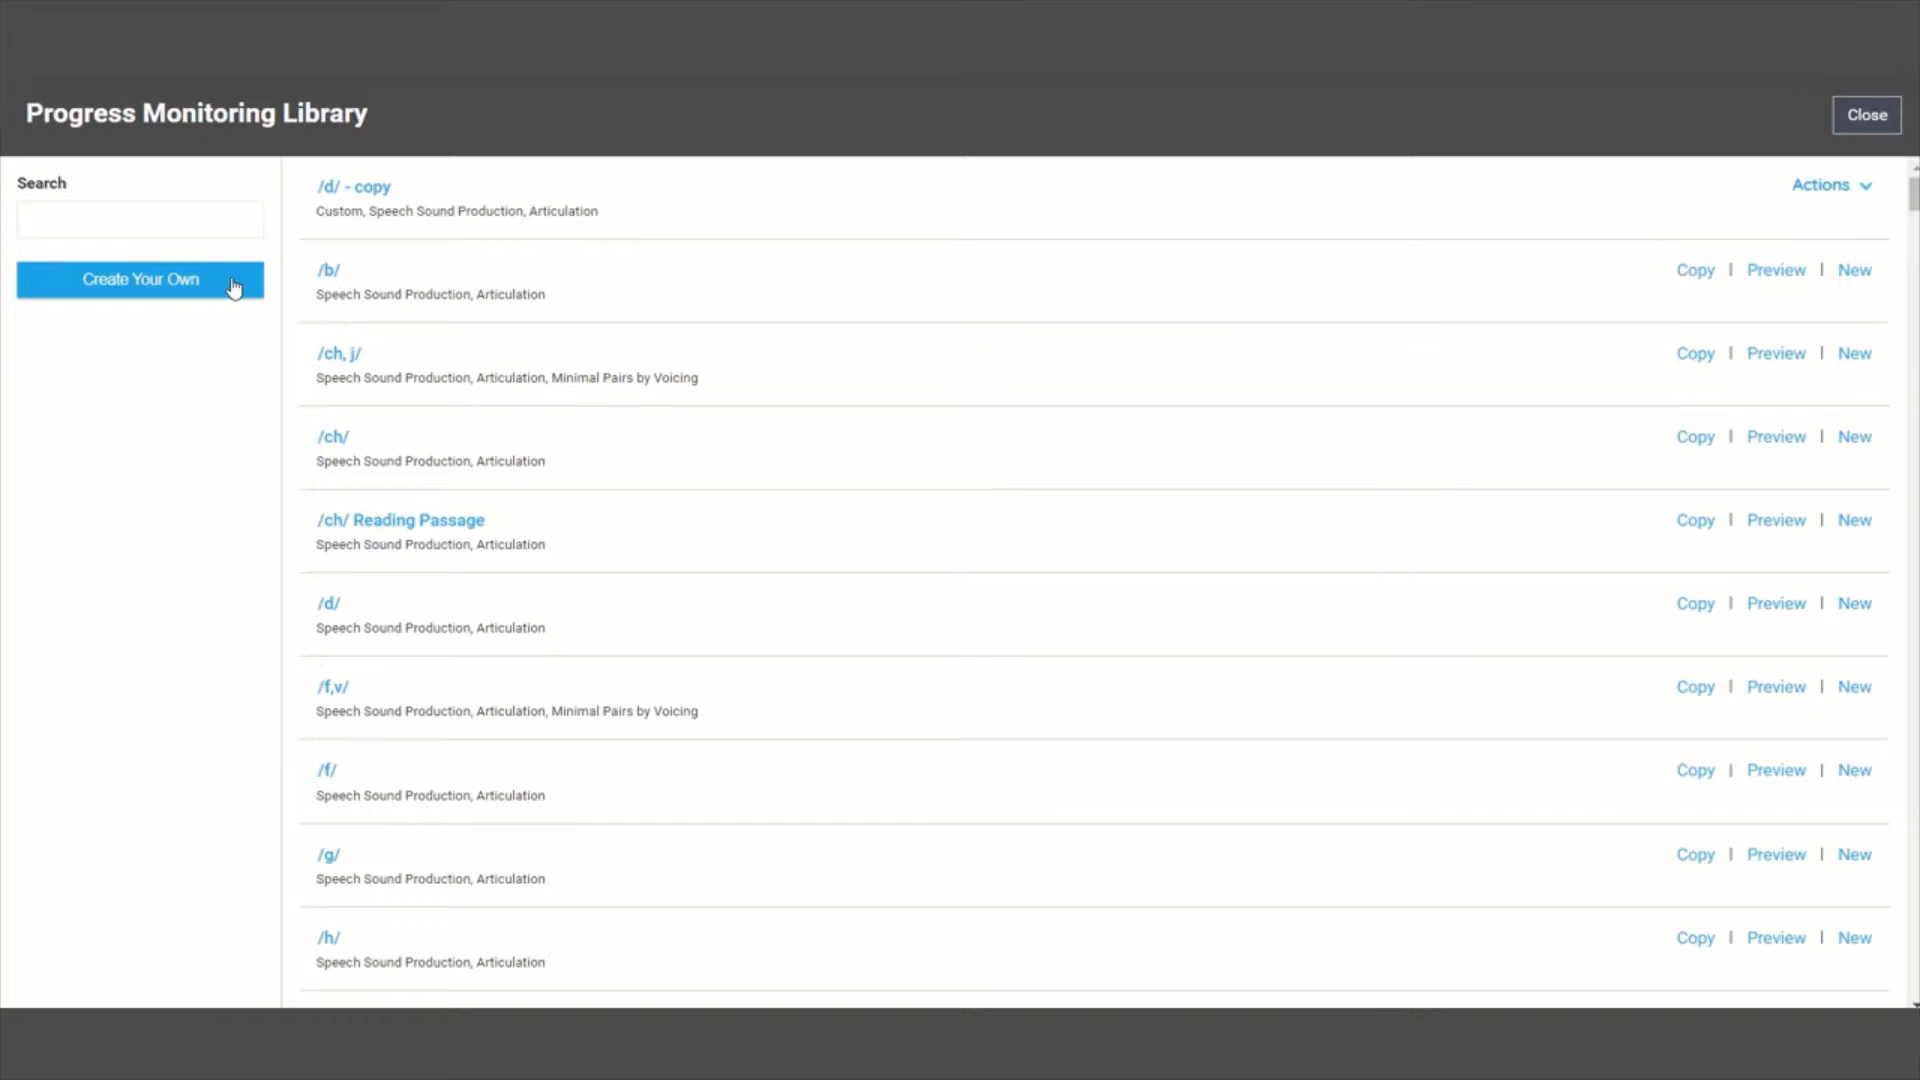 Progress Monitoring Library
Close
Search
Create Your Own
/d/ - copy
Actions
Custom, Speech Sound Production, Articulation
/b/
Copy | Preview | New
Speech Sound Production, Articulation
/ch, j/
Copy | Preview | New
Speech Sound Production, Articulation, Minimal Pairs by Voicing
/ch/
Copy | Preview | New
Speech Sound Production, Articulation
/ch/ Reading Passage
Copy | Preview | New
Speech Sound Production, Articulation
/d/
Copy | Preview | New
Speech Sound Production, Articulation
/f,v/
Copy | Preview | New
Speech Sound Production, Articulation, Minimal Pairs by Voicing
/f/
Copy | Preview | New
Speech Sound Production, Articulation
/g/
Copy | Preview | New
Speech Sound Production, Articulation
/h/
Copy | Preview | New
Speech Sound Production, Articulation